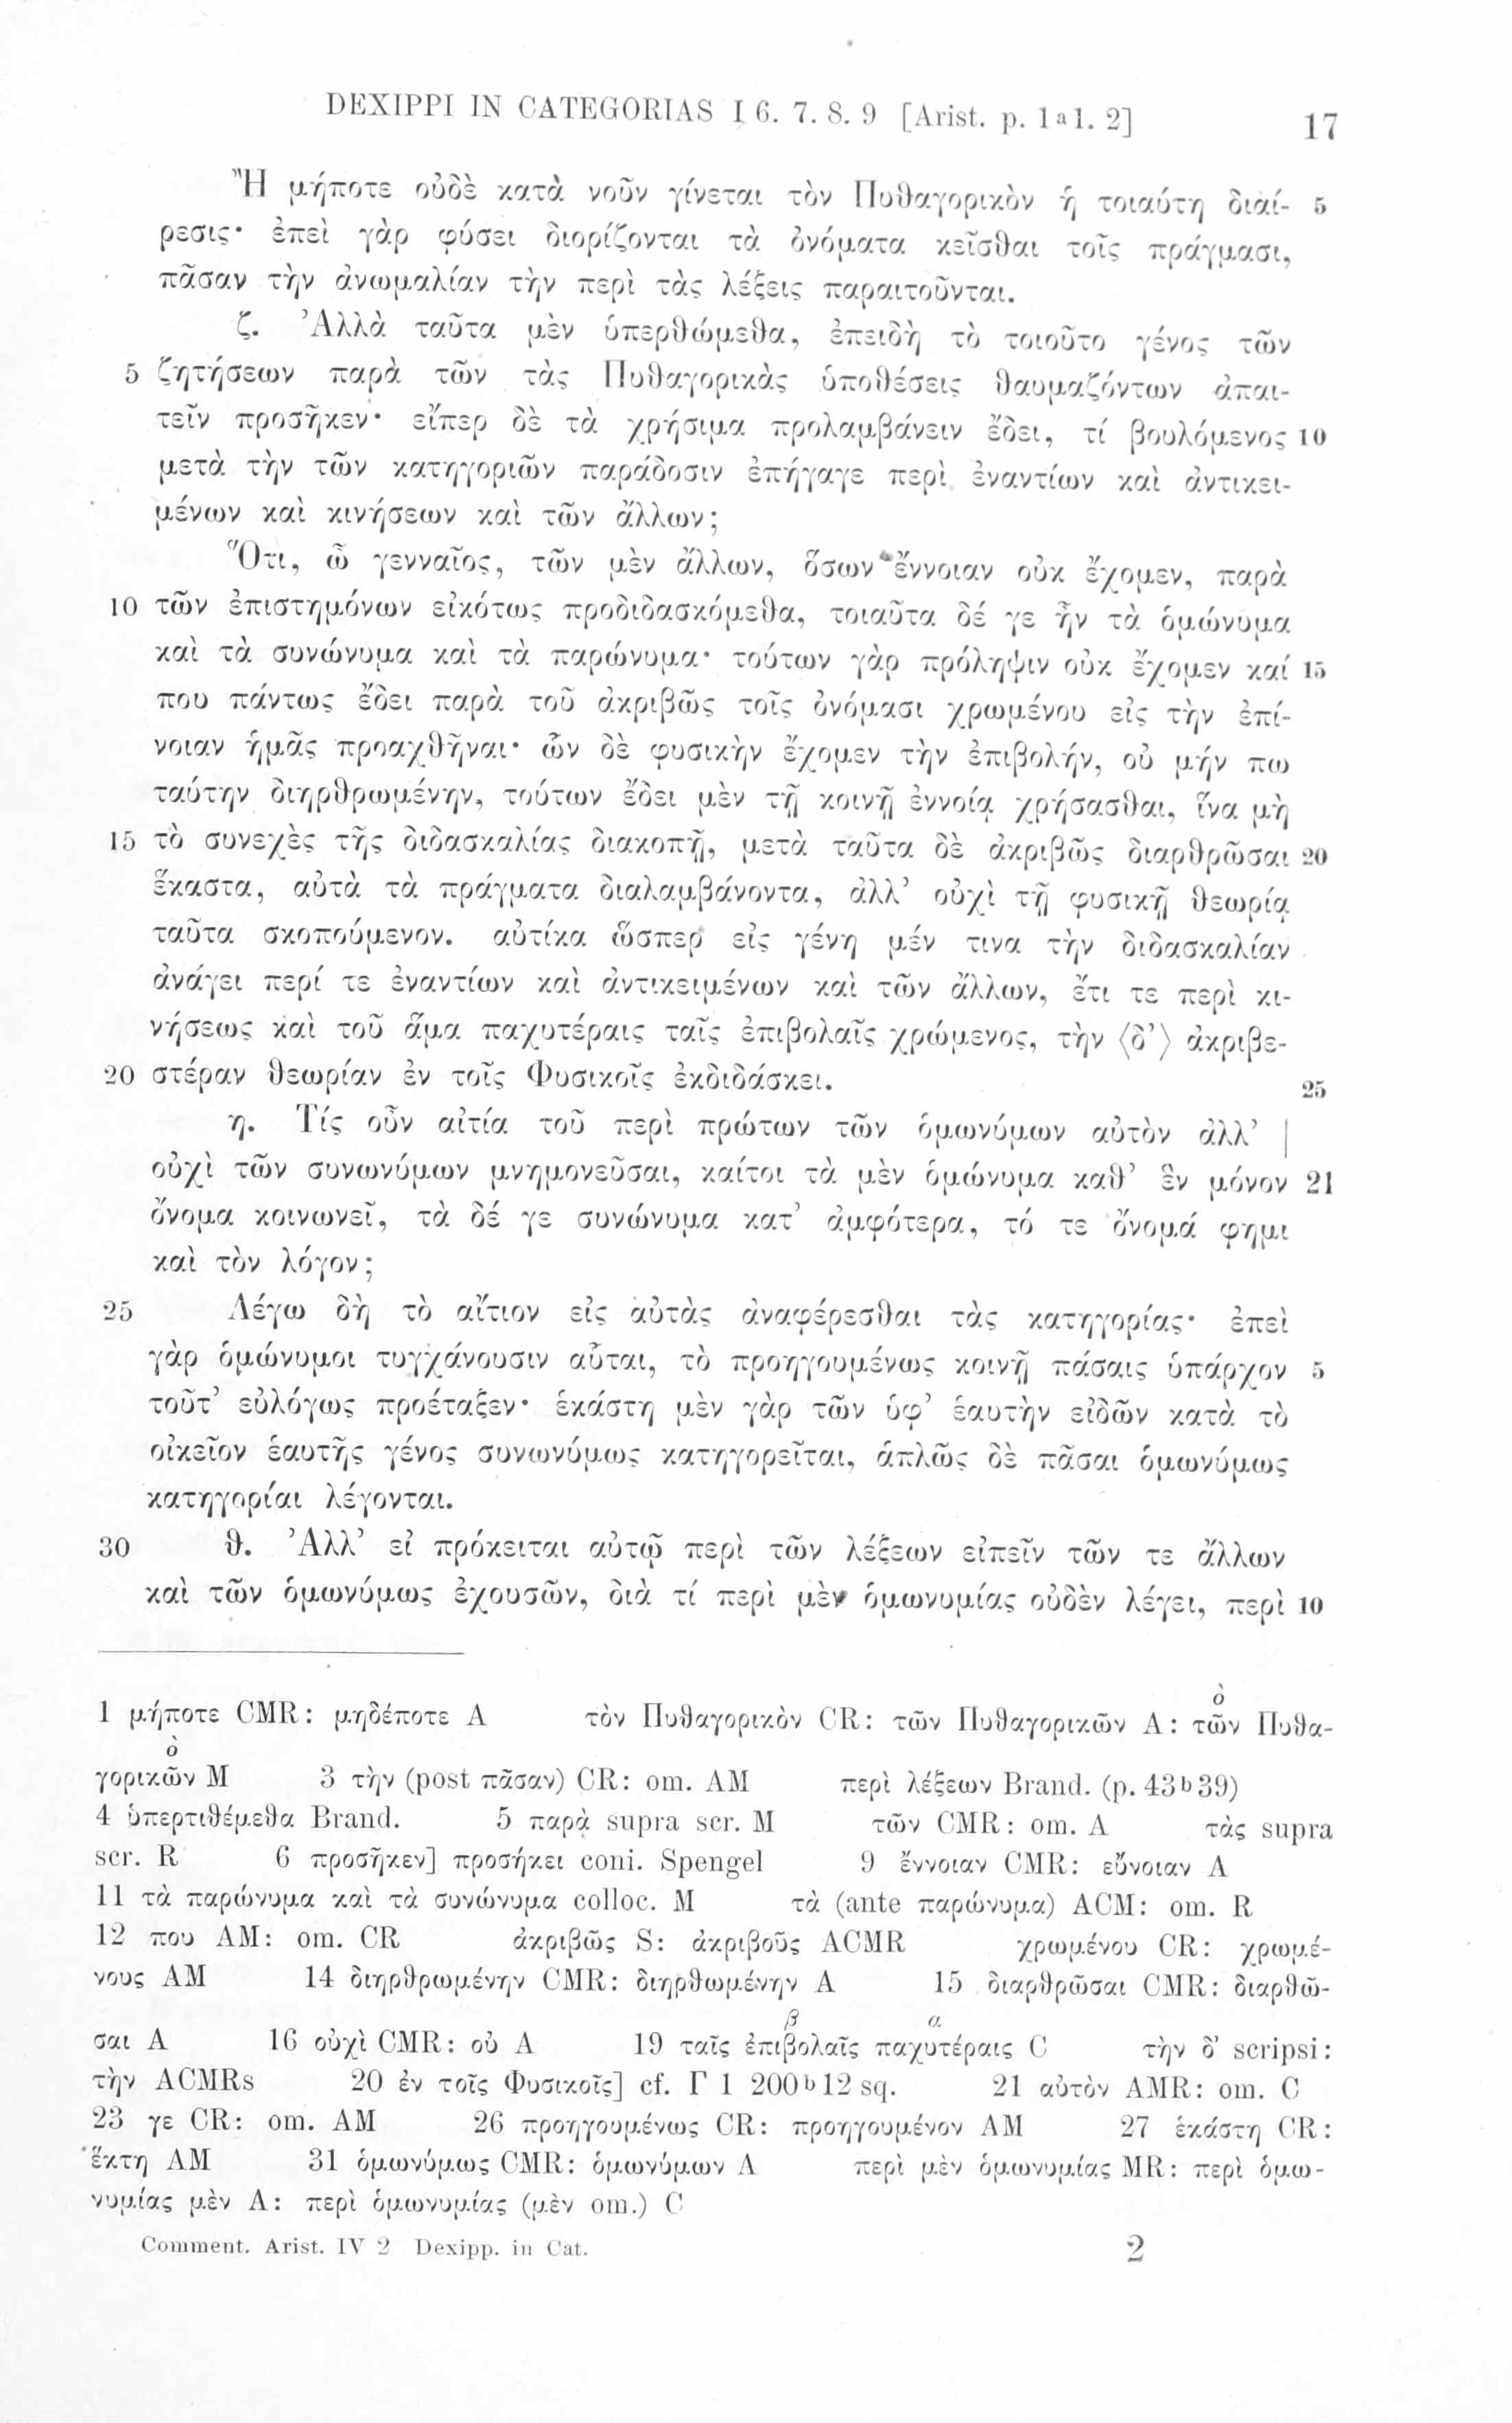 DEXIPPI IN CATEGORIAS I 6. 7. 8. 9 [Arist. p. 1a1. 2] 17
Ἢ μήποτε οὐδὲ κατὰ νοῦν γίνεται τὸν Πυθαγορικὸν ἡ τοιαύτη διαί- 5
ρεσις· ἐπεὶ γὰρ φύσει διορίζονται τὰ ὀνόματα κεῖσθαι τοῖς πράγμασι,
πᾶσαν τὴν ἀνωμαλίαν τὴν περὶ τὰς λέξεις παραιτοῦνται.
ζ. Ἀλλὰ ταῦτα μὲν ὑπερθώμεθα, ἐπειδὴ τὸ τοιοῦτο γένος τῶν
5 ζητήσεων παρὰ τῶν τὰς Πυθαγορικὰς ὑποθέσεις θαυμαζόντων ἀπαι-
τεῖν προσῆκεν· εἴπερ δὲ τὰ χρήσιμα προλαμβάνειν ἔδει, τί βουλόμενος 10
μετὰ τὴν τῶν κατηγοριῶν παράδοσιν ἐπήγαγε περὶ ἐναντίων καὶ ἀντικει-
μένων καὶ κινήσεων καὶ τῶν ἄλλων;
Ὅτι, ὦ γενναῖος, τῶν μὲν ἄλλων, ὅσων ἔννοιαν οὐκ ἔχομεν, παρὰ
10 τῶν ἐπιστημόνων εἰκότως προδιδασκόμεθα, τοιαῦτα δέ γε ἦν τὰ ὁμώνυμα
καὶ τὰ συνώνυμα καὶ τὰ παρώνυμα· τούτων γὰρ πρόληψιν οὐκ ἔχομεν καί 15
που πάντως ἔδει παρὰ τοῦ ἀκριβῶς τοῖς ὀνόμασι χρωμένου εἰς τὴν ἐπί-
νοιαν ἡμᾶς προαχθῆναι· ὧν δὲ φυσικὴν ἔχομεν τὴν ἐπιβολήν, οὐ μήν πω
ταύτην διηρθρωμένην, τούτων ἔδει μὲν τῇ κοινῇ ἐννοίᾳ χρήσασθαι, ἵνα μὴ
15 τὸ συνεχὲς τῆς διδασκαλίας διακοπῇ, μετὰ ταῦτα δὲ ἀκριβῶς διαρθρῶσαι 20
ἕκαστα, αὐτὰ τὰ πράγματα διαλαμβάνοντα, ἀλλ’ οὐχὶ τῇ φυσικῇ θεωρίᾳ
ταῦτα σκοπούμενον. αὐτίκα ὥσπερ εἰς γένη μέν τινα τὴν διδασκαλίαν
ἀνάγει περί τε ἐναντίων καὶ ἀντικειμένων καὶ τῶν ἄλλων, ἔτι τε περὶ κι-
νήσεως καὶ τοῦ ἅμα παχυτέραις ταῖς ἐπιβολαῖς χρώμενος, τὴν ⟨δ’⟩ ἀκριβε-
20 στέραν θεωρίαν ἐν τοῖς Φυσικοῖς ἐκδιδάσκει. 25
η. Τίς οὖν αἰτία τοῦ περὶ πρώτων τῶν ὁμωνύμων αὐτὸν ἀλλ’ |
οὐχὶ τῶν συνωνύμων μνημονεῦσαι, καίτοι τὰ μὲν ὁμώνυμα καθ’ ἓν μόνον 21
ὄνομα κοινωνεῖ, τὰ δέ γε συνώνυμα κατ’ ἀμφότερα, τό τε ὄνομά φημι
καὶ τὸν λόγον;
25 Λέγω δὴ τὸ αἴτιον εἰς αὐτὰς ἀναφέρεσθαι τὰς κατηγορίας· ἐπεὶ
γὰρ ὁμώνυμοι τυγχάνουσιν αὗται, τὸ προηγουμένως κοινῇ πάσαις ὑπάρχον 5
τοῦτ’ εὐλόγως προέταξεν· ἑκάστη μὲν γὰρ τῶν ὑφ’ ἑαυτὴν εἰδῶν κατὰ τὸ
οἰκεῖον ἑαυτῆς γένος συνωνύμως κατηγορεῖται, ἁπλῶς δὲ πᾶσαι ὁμωνύμως
κατηγορίαι λέγονται.
30 θ. Ἀλλ’ εἰ πρόκειται αὐτῷ περὶ τῶν λέξεων εἰπεῖν τῶν τε ἄλλων
καὶ τῶν ὁμωνύμως ἐχουσῶν, διὰ τί περὶ μὲν ὁμωνυμίας οὐδὲν λέγει, περὶ 10
1 μήποτε CMR: μηδέποτε A τὸν Πυθαγορικὸν CR: τῶν Πυθαγορικῶν A: τῶν̀ο Πυθα-
γορικῶν̀ο M 3 τὴν (post πᾶσαν) CR: om. AM περὶ λέξεων Brand. (p. 43b39)
4 ὑπερτιθέμεθα Brand. 5 παρὰ supra scr. M τῶν CMR: om. A τὰς supra
scr. R 6 προσῆκεν] προσήκει coni. Spengel 9 ἔννοιαν CMR: εὔνοιαν A
11 τὰ παρώνυμα καὶ τὰ συνώνυμα colloc. M τὰ (ante παρώνυμα) ACM: om. R
12 που AM: om. CR ἀκριβῶς S: ἀκριβοῦς ACMR χρωμένου CR: χρωμέ-
νους AM 14 διηρθρωμένην CMR: διηρθωμένην A 15 διαρθρῶσαι CMR: διαρθῶ-
σαι A 16 οὐχὶ CMR: οὐ A 19 ταῖς ἐπιβολαῖς β παχυτέραις α C τὴν δ’ scripsi:
τὴν ACMRs 20 ἐν τοῖς Φυσικοῖς] cf. Γ 1 200b12 sq. 21 αὐτὸν AMR: om. C
23 γε CR: om. AM 26 προηγουμένως CR: προηγουμένον AM 27 ἑκάστη CR:
ἕκτη AM 31 ὁμωνύμως CMR: ὁμωνύμων A περὶ μὲν ὁμωνυμίας MR: περὶ ὁμω-
νυμίας μὲν A: περὶ ὁμωνυμίας (μὲν om.) C
Comment. Arist. IV 2 Dexipp. in Cat. 2